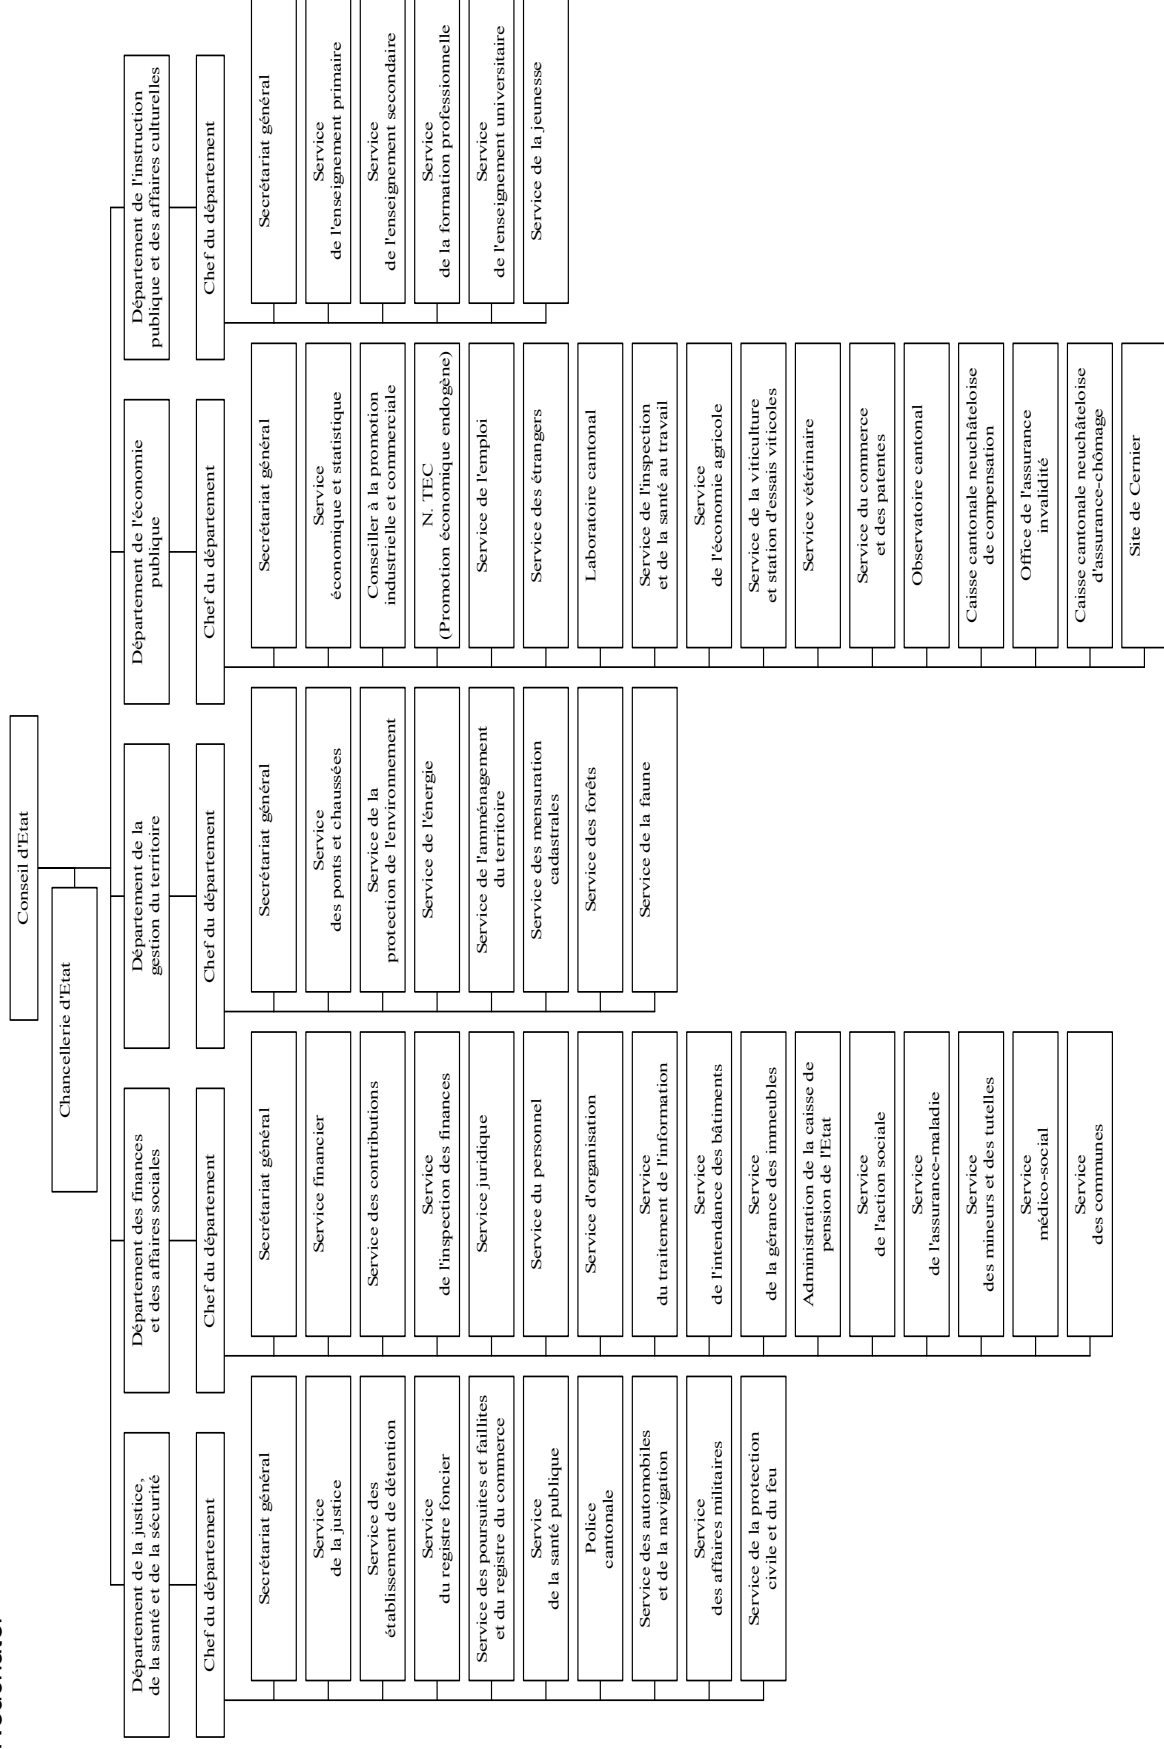 Conseil d'Etat
Chancellerie d'Etat
Département de la justice,
de la santé et de la sécurité
Chef du département
Secrétariat général
Service
de la justice
Service des
établissement de détention
Service
du registre foncier
Service des poursuites et faillites
et du registre du commerce
Service
de la santé publique
Police
cantonale
Service des automobiles
et de la navigation
Service
des affaires militaires
Service de la protection
civile et du feu
Département des finances
et des affaires sociales
Chef du département
Secrétariat général
Service financier
Service des contributions
Service
de l'inspection des finances
Service juridique
Service du personnel
Service d'organisation
Service
du traitement de l'information
Service
de l'intendance des bâtiments
Service
de la gérance des immeubles
Administration de la caisse de
pension de l'Etat
Service
de l'action sociale
Service
de l'assurance-maladie
Service
des mineurs et des tutelles
Service
médico-social
Service
des communes
Département de la
gestion du territoire
Chef du département
Secrétariat général
Service
des ponts et chaussées
Service de la
protection de l'environnement
Service de l'énergie
Service de l'amménagement
du territoire
Service des mensuration
cadastrales
Service des forêts
Service de la faune
Département de l'économie
publique
Chef du département
Secrétariat général
Service
économique et statistique
Conseiller à la promotion
industrielle et commerciale
N. TEC
(Promotion économique endogène)
Service de l'emploi
Service des étrangers
Laboratoire cantonal
Service de l'inspection
et de la santé au travail
Service
de l'économie agricole
Service de la viticulture
et station d'essais viticoles
Service vétérinaire
Service du commerce
et des patentes
Observatoire cantonal
Caisse cantonale neuchâteloise
de compensation
Office de l'assurance
invalidité
Caisse cantonale neuchâteloise
d'assurance-chômage
Site de Cernier
Département de l'instruction
publique et des affaires culturelles
Chef du département
Secrétariat général
Service
de l'enseignement primaire
Service
de l'enseignement secondaire
Service
de la formation professionnelle
Service
de l'enseignement universitaire
Service de la jeunesse